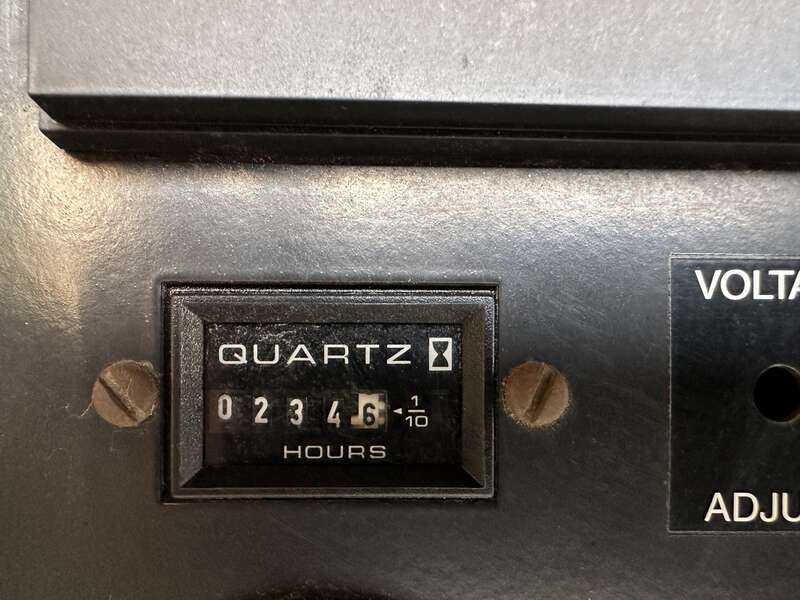 QUARTZ
0 2 3 4 6 1/10
HOURS
VOLTA
ADJU